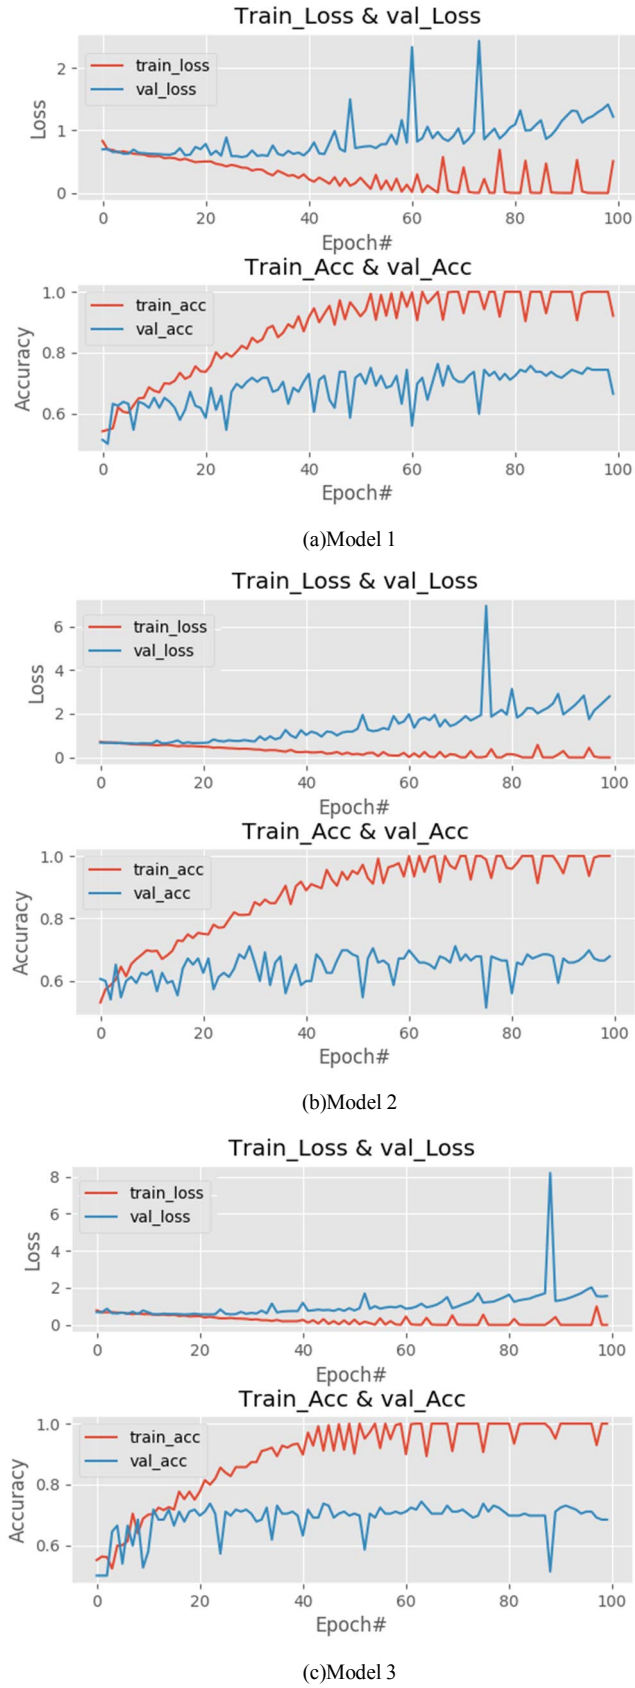 Train_Loss & val_Loss
train_loss
val_loss
2
1
0
Loss
0 20 40 60 80 100
Epoch#
Train_Acc & val_Acc
train_acc
val_acc
1.0
0.8
0.6
Accuracy
0 20 40 60 80 100
Epoch#
(a)Model 1
Train_Loss & val_Loss
train_loss
val_loss
6
4
2
0
Loss
0 20 40 60 80 100
Epoch#
Train_Acc & val_Acc
train_acc
val_acc
1.0
0.8
0.6
Accuracy
0 20 40 60 80 100
Epoch#
(b)Model 2
Train_Loss & val_Loss
train_loss
val_loss
8
6
4
2
0
Loss
0 20 40 60 80 100
Epoch#
Train_Acc & val_Acc
train_acc
val_acc
1.0
0.8
0.6
Accuracy
0 20 40 60 80 100
Epoch#
(c)Model 3